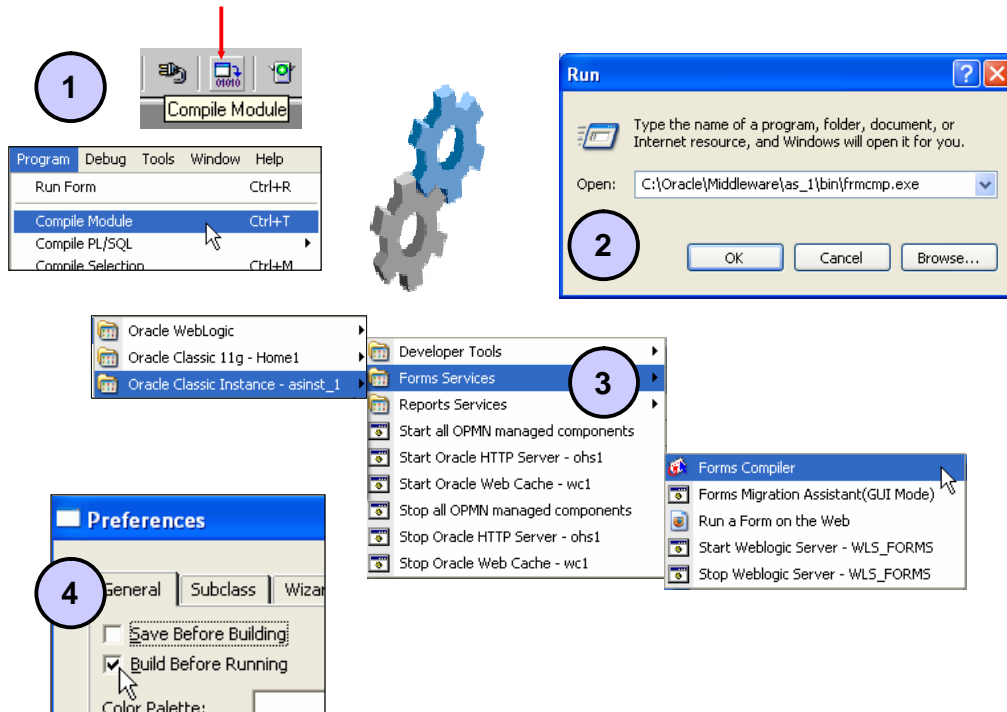 1
01010
Compile Module
Program Debug Tools Window Help
Run Form Ctrl+R
Compile Module Ctrl+T
Compile PL/SQL
Compile Selection Ctrl+M
Run
Type the name of a program, folder, document, or
Internet resource, and Windows will open it for you.
Open: C:\Oracle\Middleware\as_1\bin\frmcmp.exe
2
OK Cancel Browse...
Oracle WebLogic
Oracle Classic 11g - Home1
Oracle Classic Instance - asinst_1
Developer Tools
Forms Services
3
Reports Services
Start all OPMN managed components
Start Oracle HTTP Server - ohs1
Start Oracle Web Cache - wc1
Stop all OPMN managed components
Stop Oracle HTTP Server - ohs1
Stop Oracle Web Cache - wc1
Forms Compiler
Forms Migration Assistant(GUI Mode)
Run a Form on the Web
Start Weblogic Server - WLS_FORMS
Stop Weblogic Server - WLS_FORMS
Preferences
4
General Subclass Wizar
Save Before Building
Build Before Running
Color Palette: